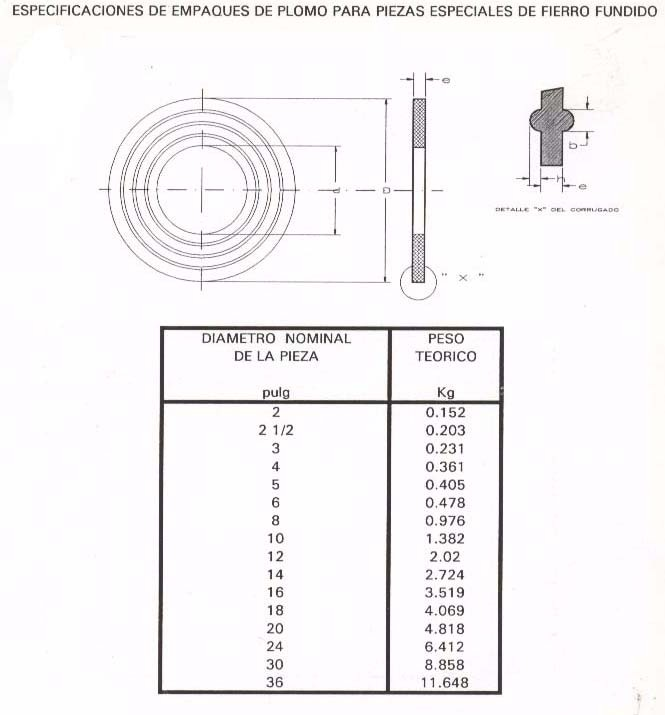 ESPECIFICACIONES DE EMPAQUES DE PLOMO PARA PIEZAS ESPECIALES DE FIERRO FUNDIDO
e
d
D
" X "
b
h
e
DETALLE "X" DEL CORRUGADO
DIAMETRO NOMINAL DE LA PIEZA pulg | PESO TEORICO Kg
2 0.152
2 1/2 0.203
3 0.231
4 0.361
5 0.405
6 0.478
8 0.976
10 1.382
12 2.02
14 2.724
16 3.519
18 4.069
20 4.818
24 6.412
30 8.858
36 11.648